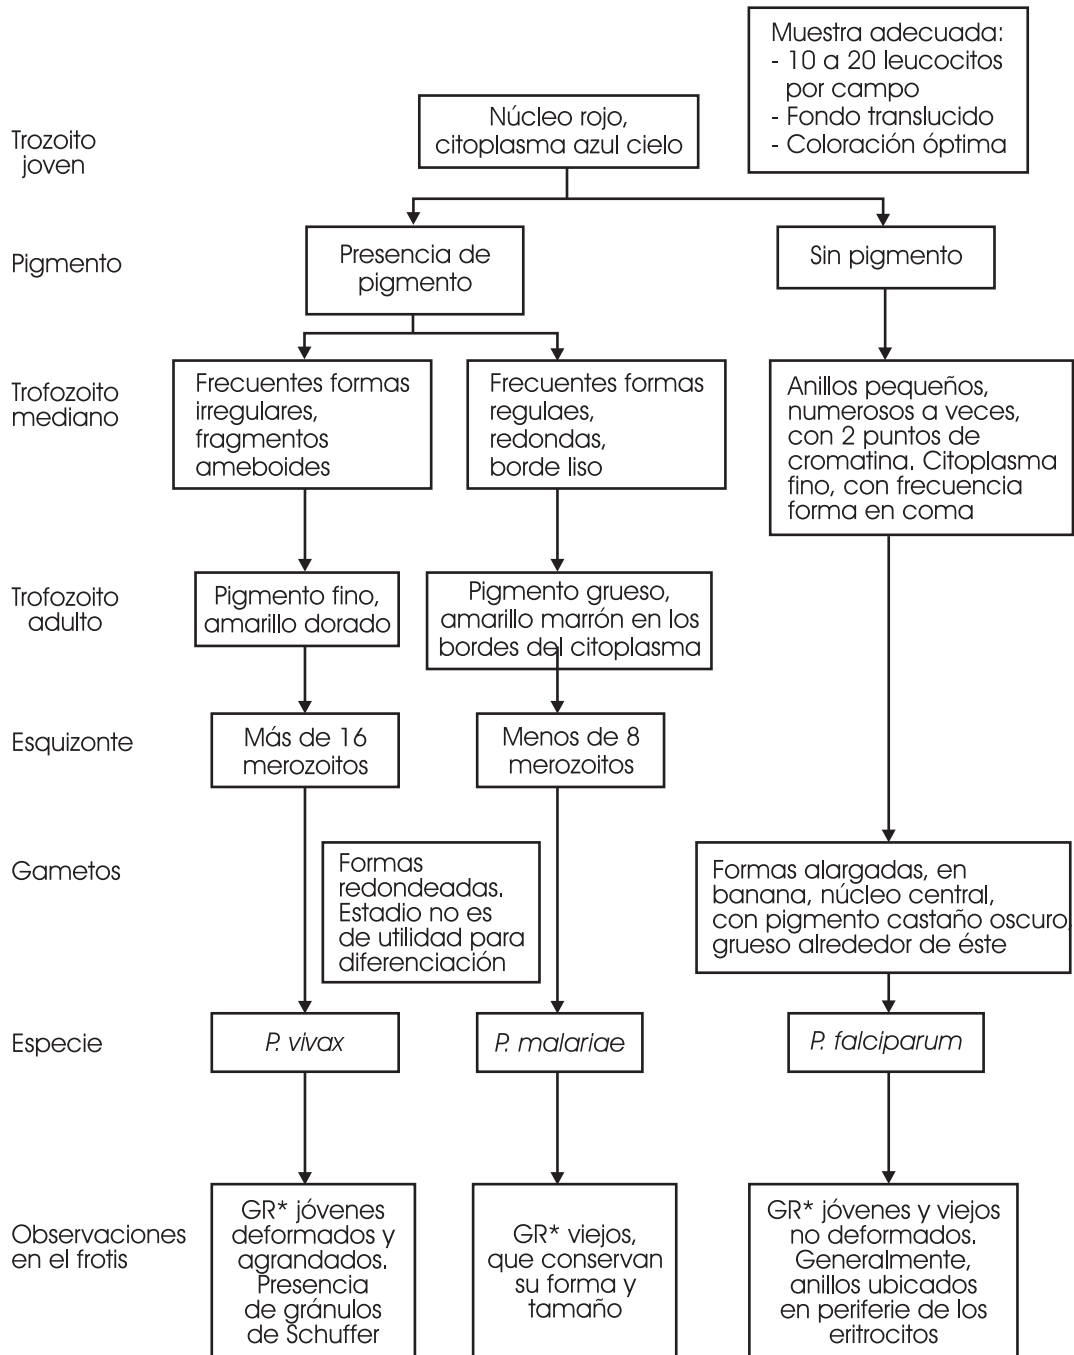 Muestra adecuada:
- 10 a 20 leucocitos
por campo
- Fondo translucido
- Coloración óptima
Trozoito
joven
Núcleo rojo,
citoplasma azul cielo
Pigmento
Presencia de
pigmento
Sin pigmento
Trofozoito
mediano
Frecuentes formas
irregulares,
fragmentos
ameboides
Frecuentes formas
regulaes,
redondas,
borde liso
Anillos pequeños,
numerosos a veces,
con 2 puntos de
cromatina. Citoplasma
fino, con frecuencia
forma en coma
Trofozoito
adulto
Pigmento fino,
amarillo dorado
Pigmento grueso,
amarillo marrón en los
bordes del citoplasma
Esquizonte
Más de 16
merozoitos
Menos de 8
merozoitos
Gametos
Formas
redondeadas.
Estadio no es
de utilidad para
diferenciación
Formas alargadas, en
banana, núcleo central,
con pigmento castaño oscuro,
grueso alrededor de éste
Especie
P. vivax
P. malariae
P. falciparum
Observaciones
en el frotis
GR* jóvenes
deformados y
agrandados.
Presencia
de gránulos
de Schuffer
GR* viejos,
que conservan
su forma y
tamaño
GR* jóvenes y viejos
no deformados.
Generalmente,
anillos ubicados
en periferie de los
eritrocitos